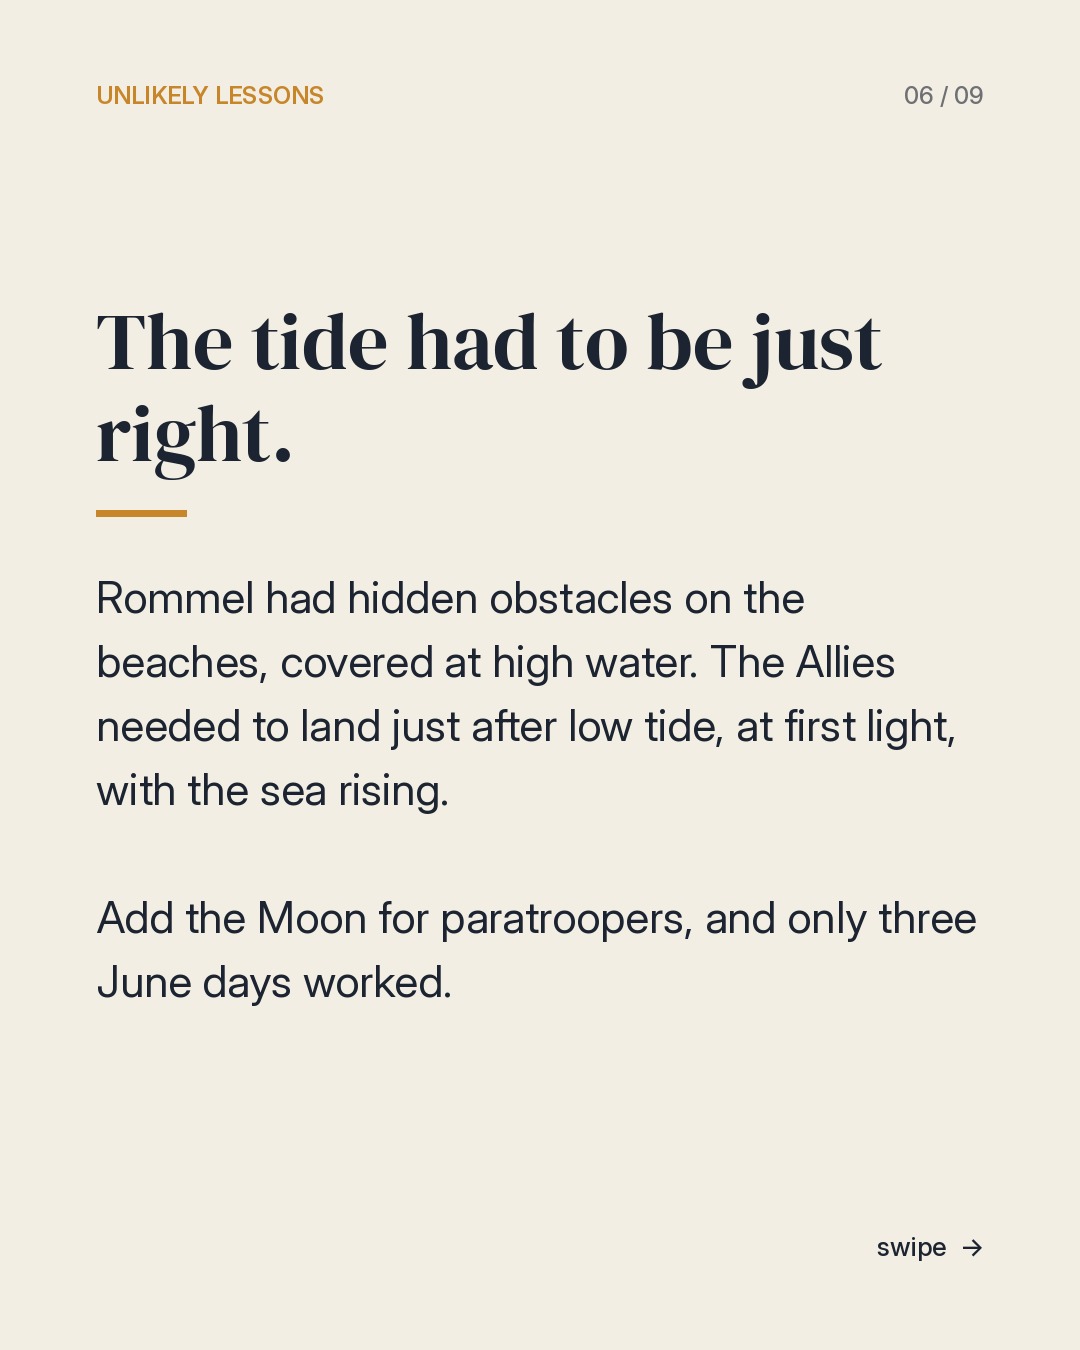 UNLIKELY LESSONS
06 / 09
The tide had to be just
right.
Rommel had hidden obstacles on the
beaches, covered at high water. The Allies
needed to land just after low tide, at first light,
with the sea rising.
Add the Moon for paratroopers, and only three
June days worked.
swipe →